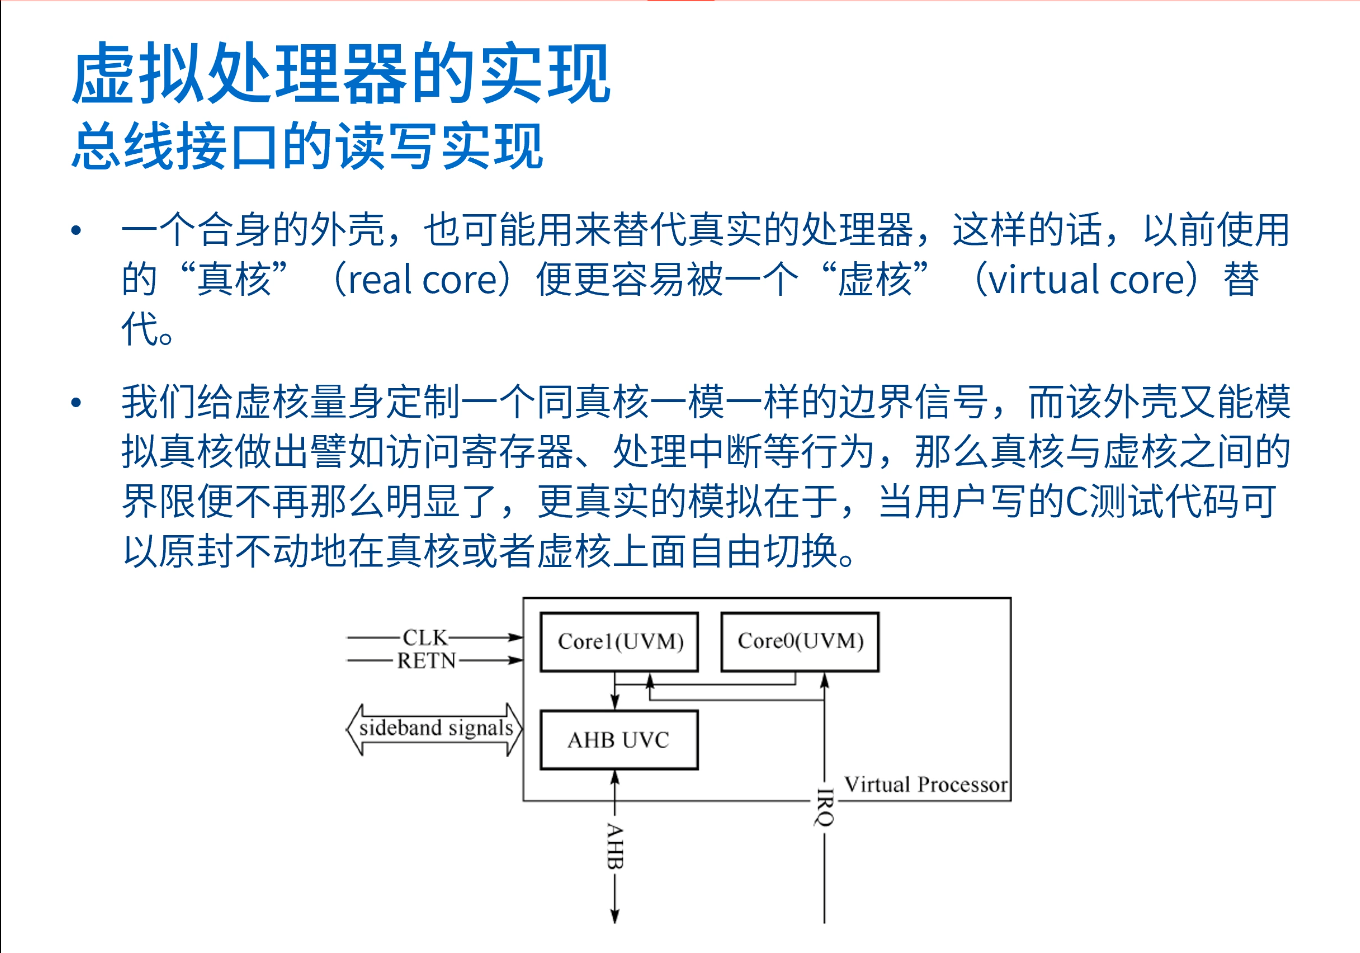 虚拟处理器的实现
总线接口的读写实现
• 一个合身的外壳，也可能用来替代真实的处理器，这样的话，以前使用
的“真核”（real core）便更容易被一个“虚核”（virtual core）替
代。
• 我们给虚核量身定制一个同真核一模一样的边界信号，而该外壳又能模
拟真核做出譬如访问寄存器、处理中断等行为，那么真核与虚核之间的
界限便不再那么明显了，更真实的模拟在于，当用户写的C测试代码可
以原封不动地在真核或者虚核上面自由切换。
CLK
RETN
sideband signals
Core1(UVM)
Core0(UVM)
AHB UVC
Virtual Processor
AHB
IRQ